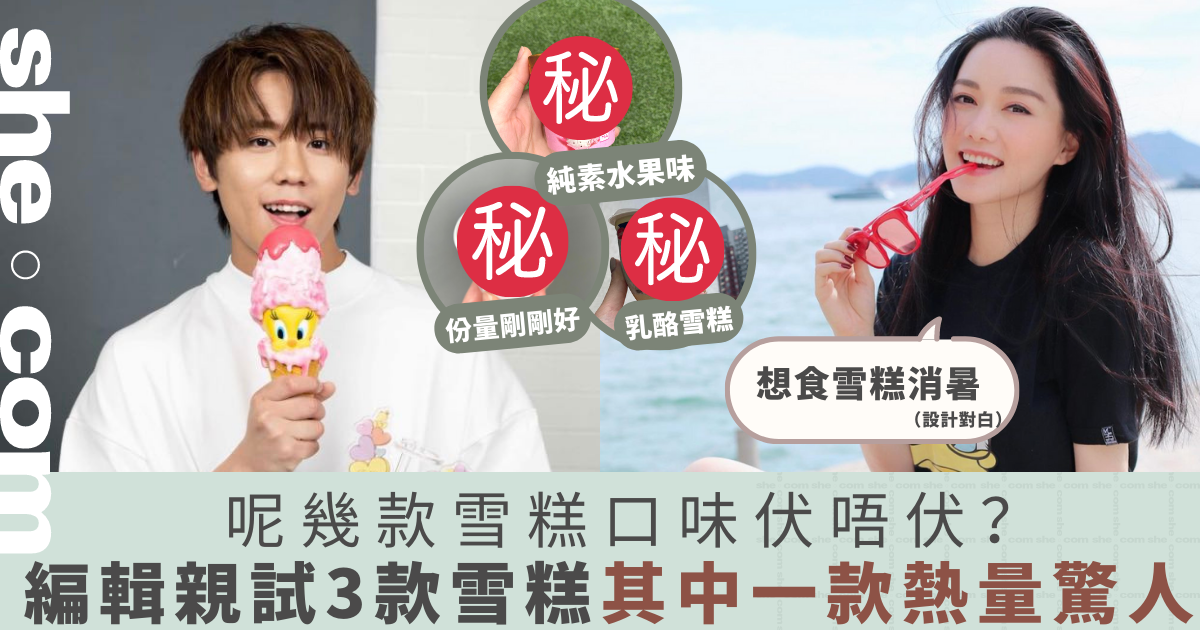 she.com
秘
純素水果味
秘
份量剛剛好
秘
乳酪雪糕
想食雪糕消暑
(設計對白)
呢幾款雪糕口味伏唔伏?
編輯親試3款雪糕其中一款熱量驚人